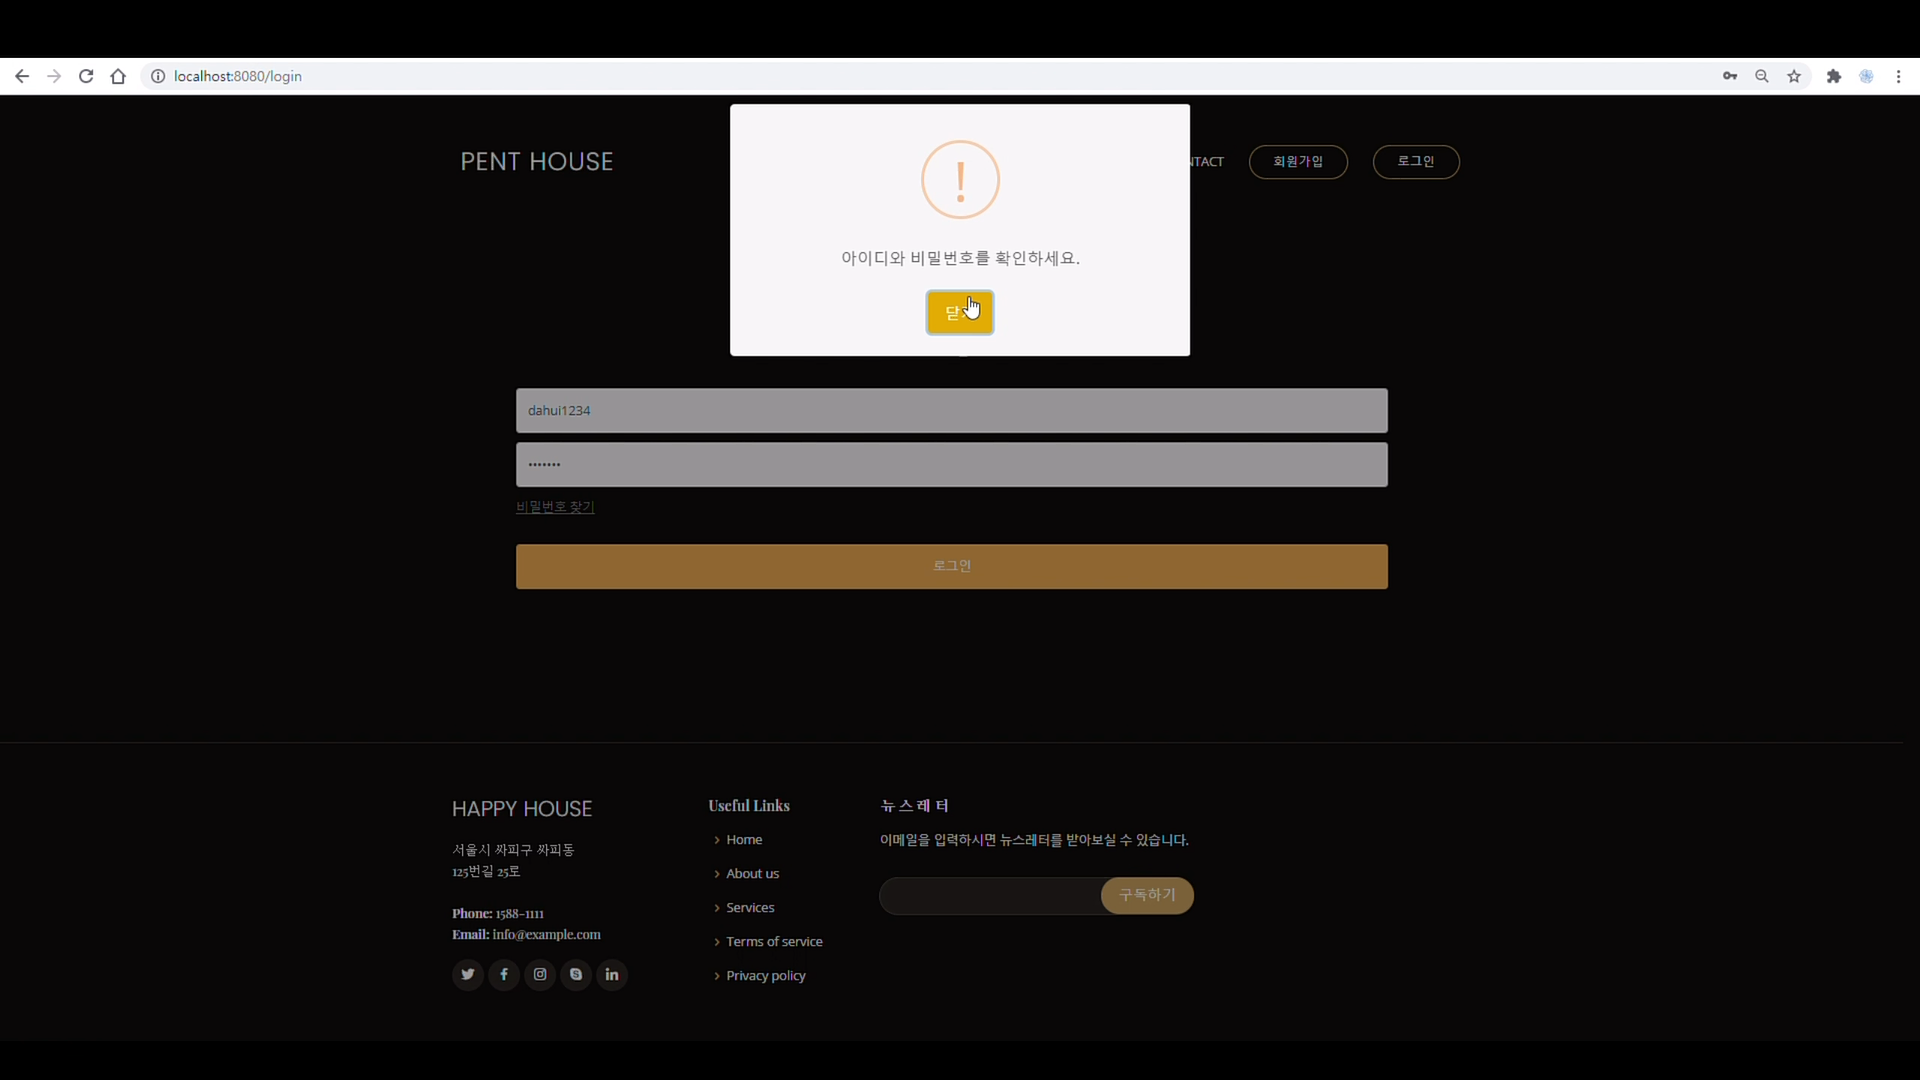 localhost:8080/login
PENT HOUSE
회원가입
로그인
아이디와 비밀번호를 확인하세요.
dahui1234
•••••••
비밀번호 찾기
로그인
HAPPY HOUSE
서울시 싸피구 싸피동
125번길 25로
Phone: 1588-1111
Email: info@example.com
Useful Links
Home
About us
Services
Terms of service
Privacy policy
뉴스레터
이메일을 입력하시면 뉴스레터를 받아보실 수 있습니다.
구독하기